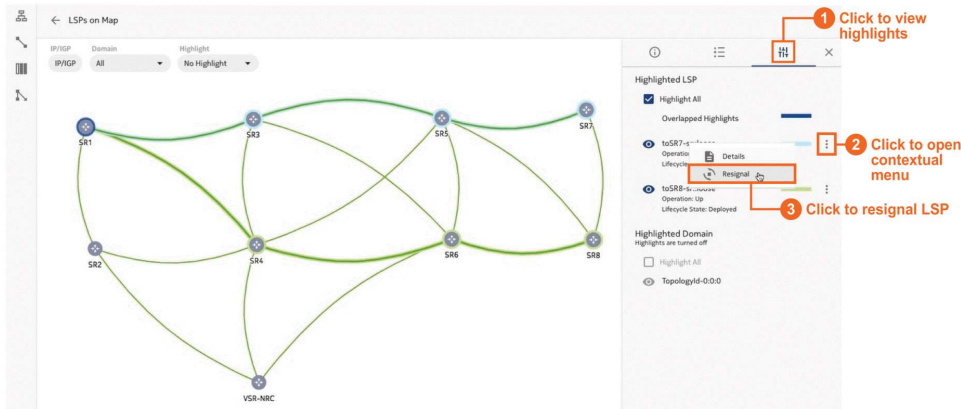 LSPs on Map
1 Click to view
highlights
IP/IGP
Domain
Highlight
IP/IGP
All
No Highlight
Highlighted LSP
Highlight All
Overlapped Highlights
2 Click to open
contextual
menu
Details
Resignal
Operation: Up
Lifecycle State: Deployed
3 Click to resignal LSP
Highlighted Domain
Highlights are turned off
Highlight All
TopologyId-0:0:0
SR1
SR3
SR5
SR7
SR2
SR4
SR6
SR8
VSR-NRC